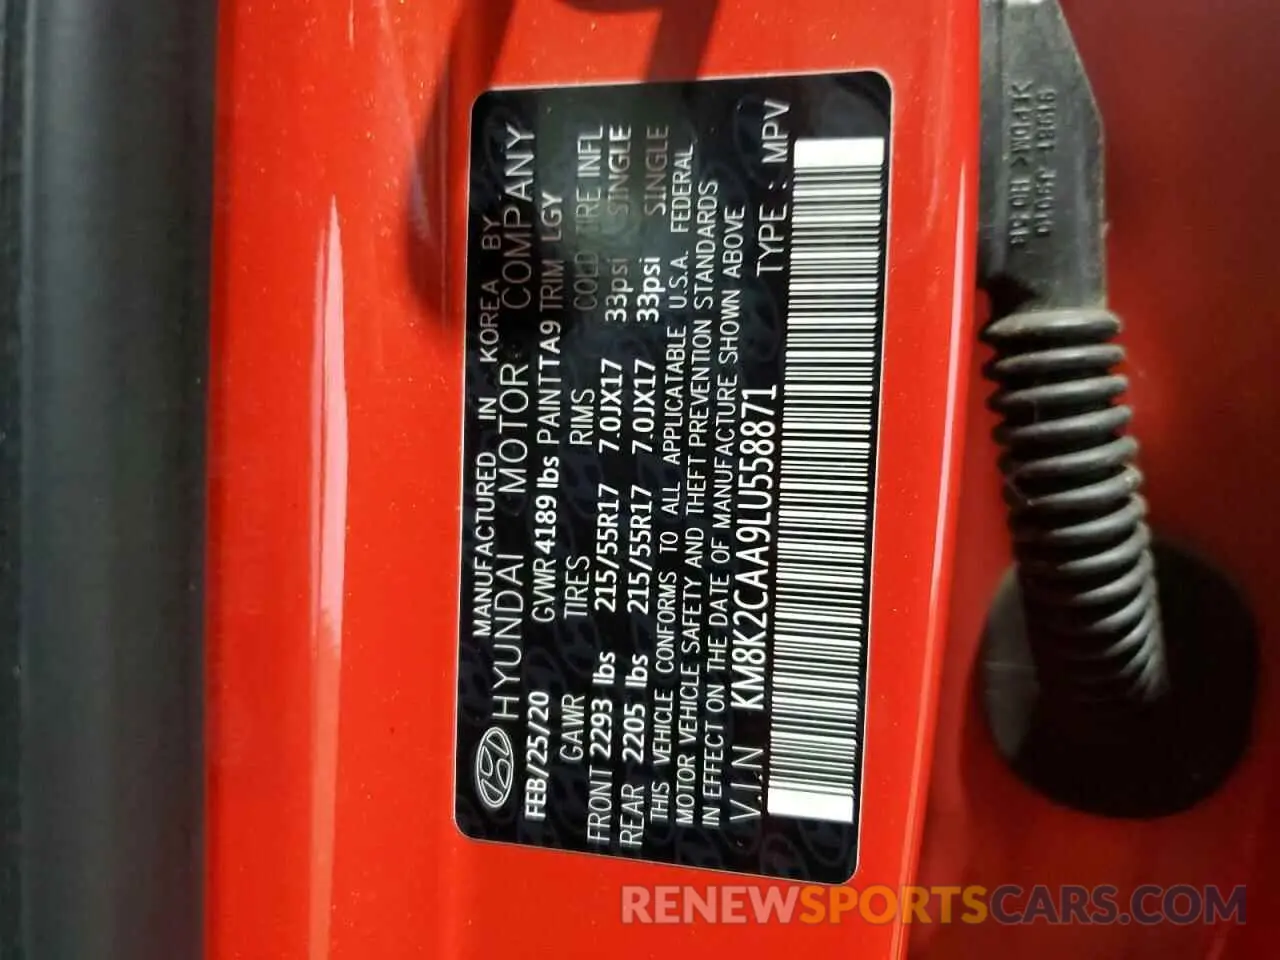 MANUFACTURED IN KOREA BY
HYUNDAI MOTOR COMPANY
FEB/25/20 GVWR 4189 lbs PAINT TA9 TRIM LGY
GAWR TIRES RIMS COLD TIRE INFL
FRONT 2293 lbs 215/55R17 7.0JX17 33psi SINGLE
REAR 2205 lbs 215/55R17 7.0JX17 33psi SINGLE
THIS VEHICLE CONFORMS TO ALL APPLICATABLE U.S.A. FEDERAL
MOTOR VEHICLE SAFETY AND THEFT PREVENTION STANDARDS
IN EFFECT ON THE DATE OF MANUFACTURE SHOWN ABOVE
V.I.N KM8K2CAA9LU558871 TYPE : MPV
RENEWSPORTSCARS.COM